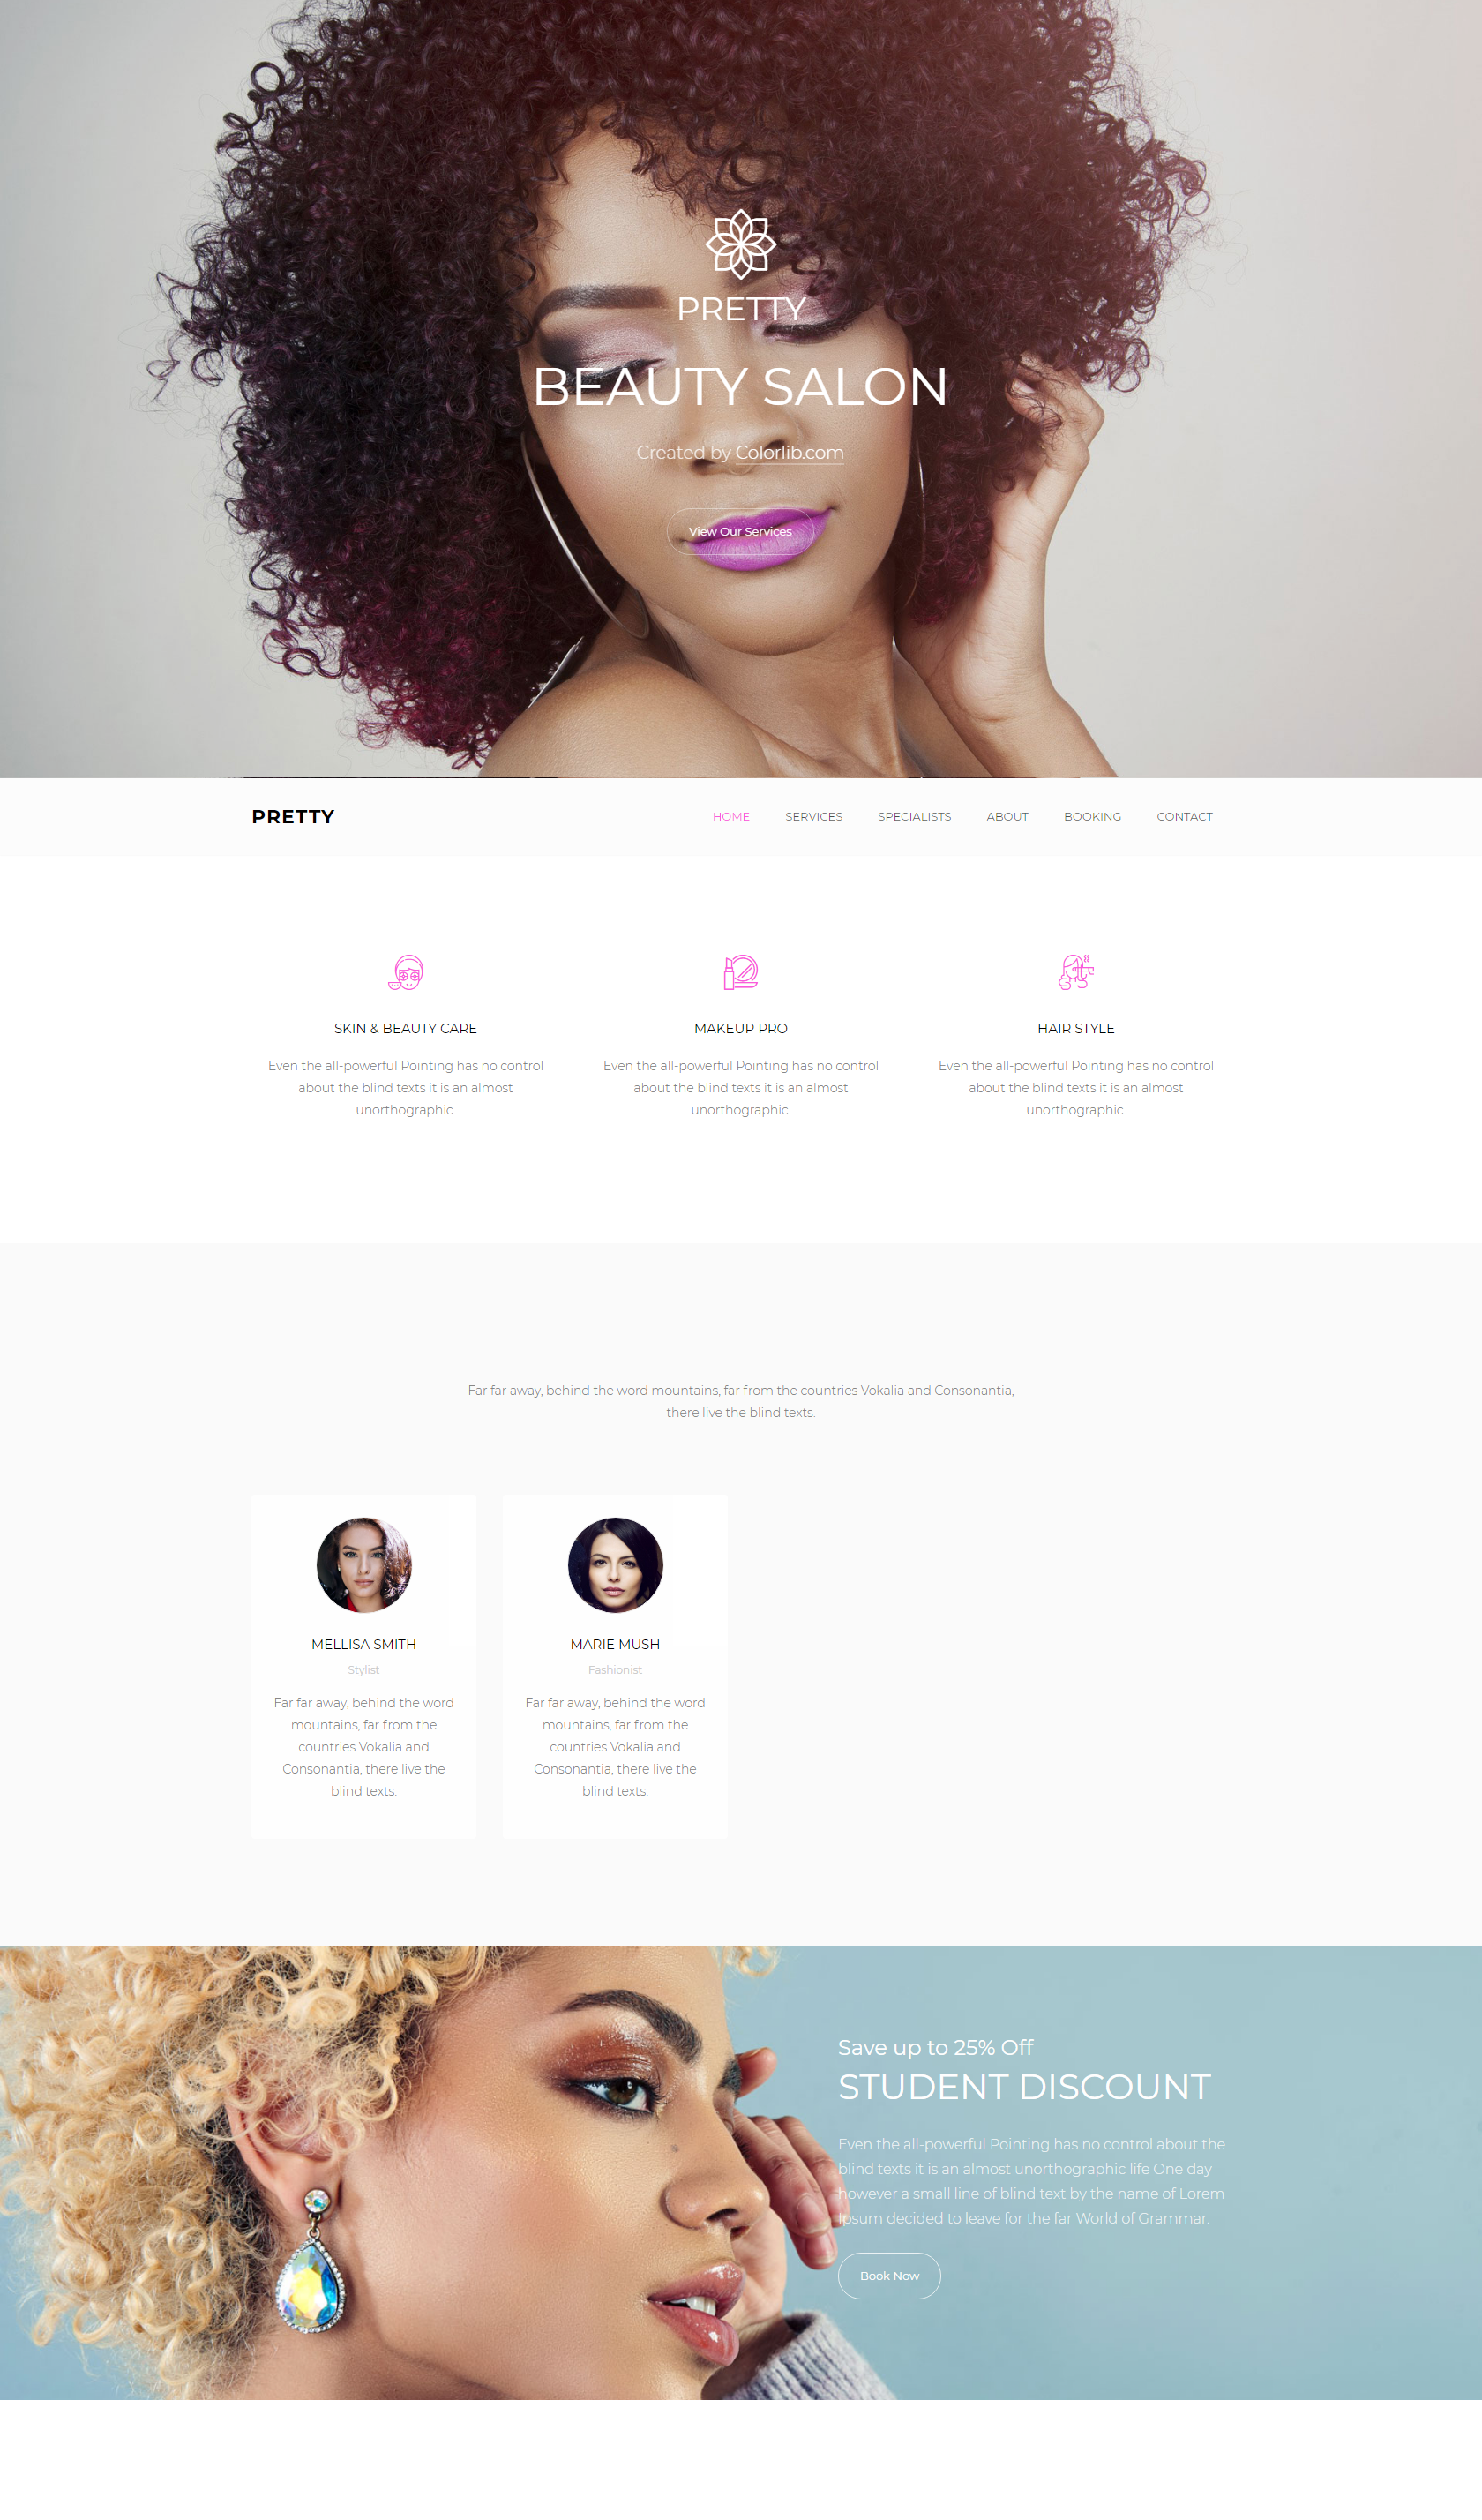 PRETTY
BEAUTY SALON
Created by Colorlib.com
View Our Services
PRETTY
HOME SERVICES SPECIALISTS ABOUT BOOKING CONTACT
SKIN & BEAUTY CARE
Even the all-powerful Pointing has no control
about the blind texts it is an almost
unorthographic.
MAKEUP PRO
Even the all-powerful Pointing has no control
about the blind texts it is an almost
unorthographic.
HAIR STYLE
Even the all-powerful Pointing has no control
about the blind texts it is an almost
unorthographic.
Far far away, behind the word mountains, far from the countries Vokalia and Consonantia,
there live the blind texts.
MELLISA SMITH
Stylist
Far far away, behind the word
mountains, far from the
countries Vokalia and
Consonantia, there live the
blind texts.
MARIE MUSH
Fashionist
Far far away, behind the word
mountains, far from the
countries Vokalia and
Consonantia, there live the
blind texts.
Save up to 25% Off
STUDENT DISCOUNT
Even the all-powerful Pointing has no control about the
blind texts it is an almost unorthographic life One day
however a small line of blind text by the name of Lorem
Ipsum decided to leave for the far World of Grammar.
Book Now